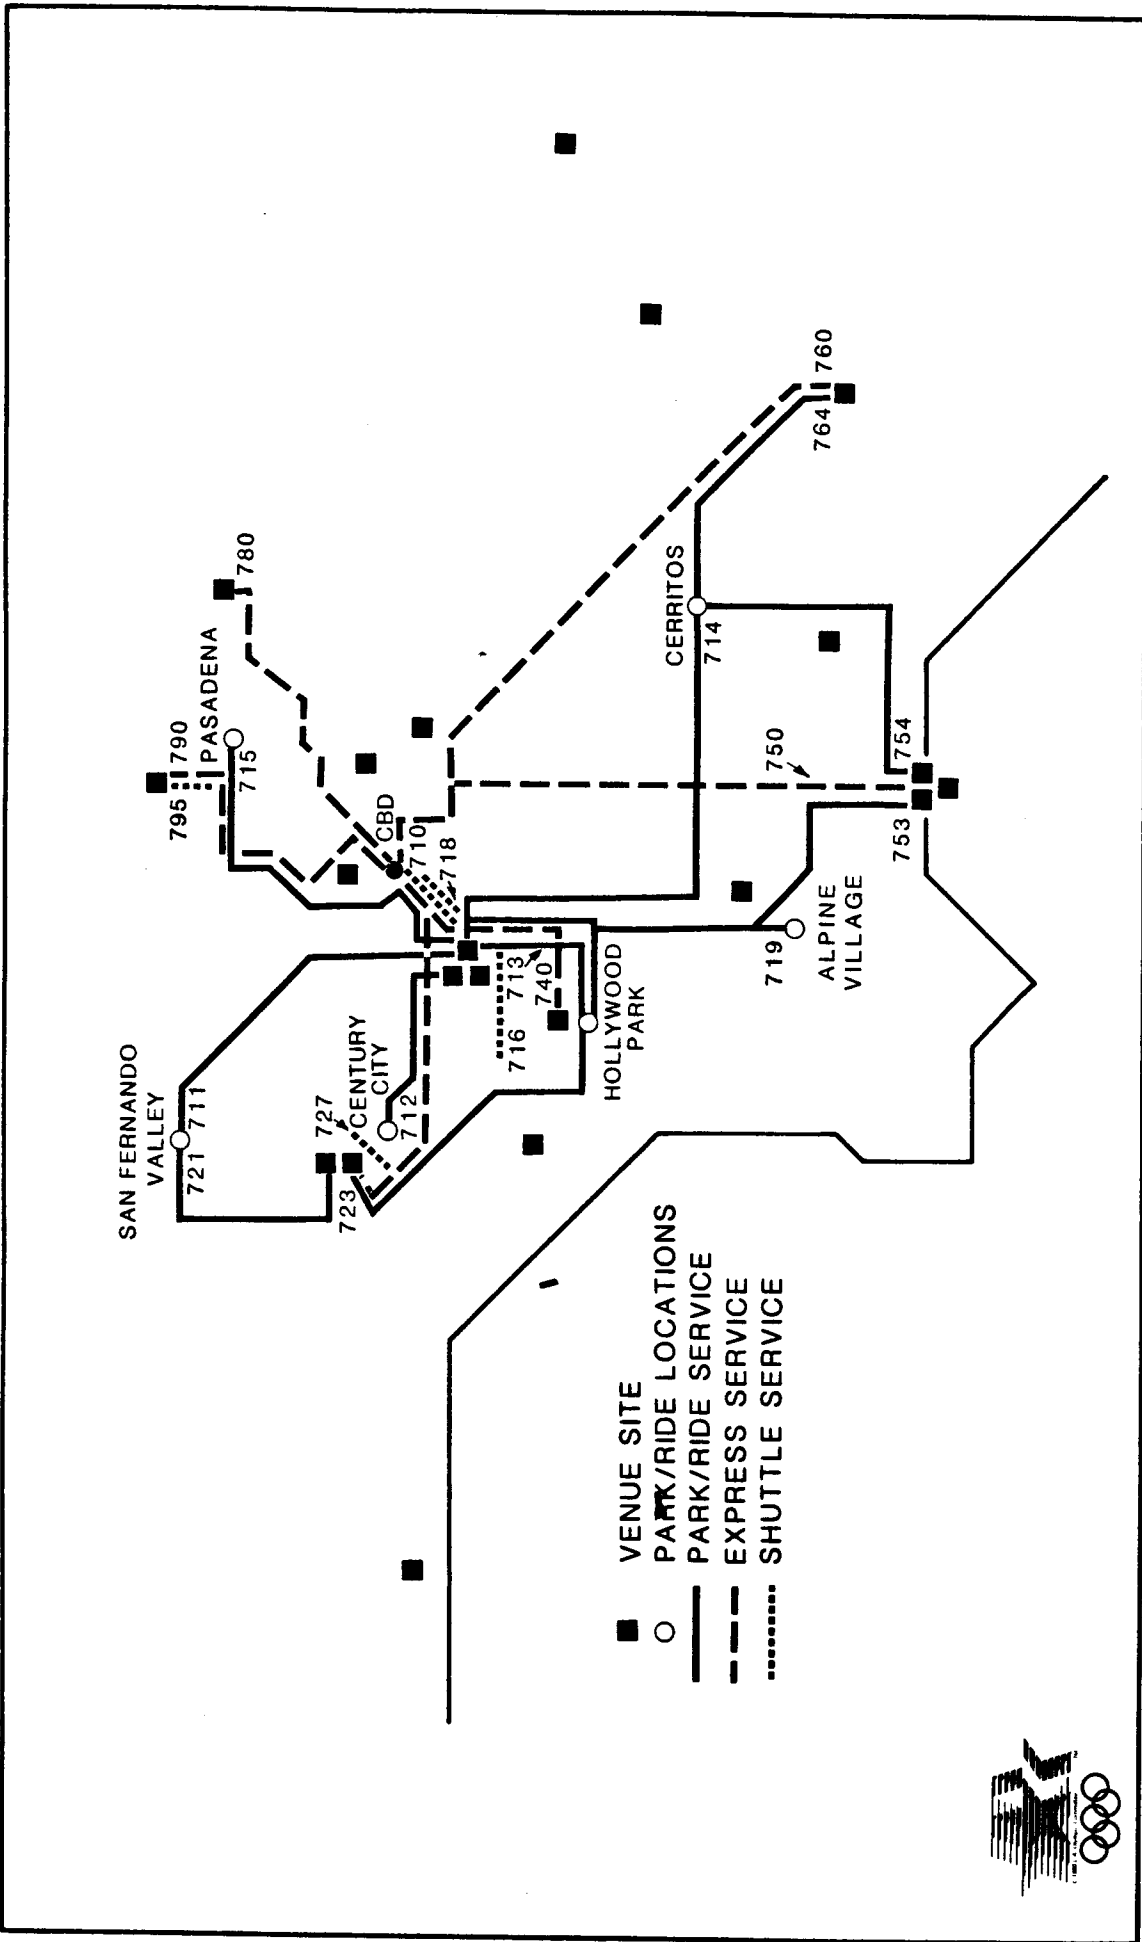 SAN FERNANDO
VALLEY
721
711
795
790
PASADENA
715
780
727
723
CENTURY
CITY
712
CBD
710
718
716
713
740
HOLLYWOOD
PARK
CERRITOS
714
764
760
719
ALPINE
VILLAGE
750
753
754
VENUE SITE
PARK/RIDE LOCATIONS
PARK/RIDE SERVICE
EXPRESS SERVICE
SHUTTLE SERVICE